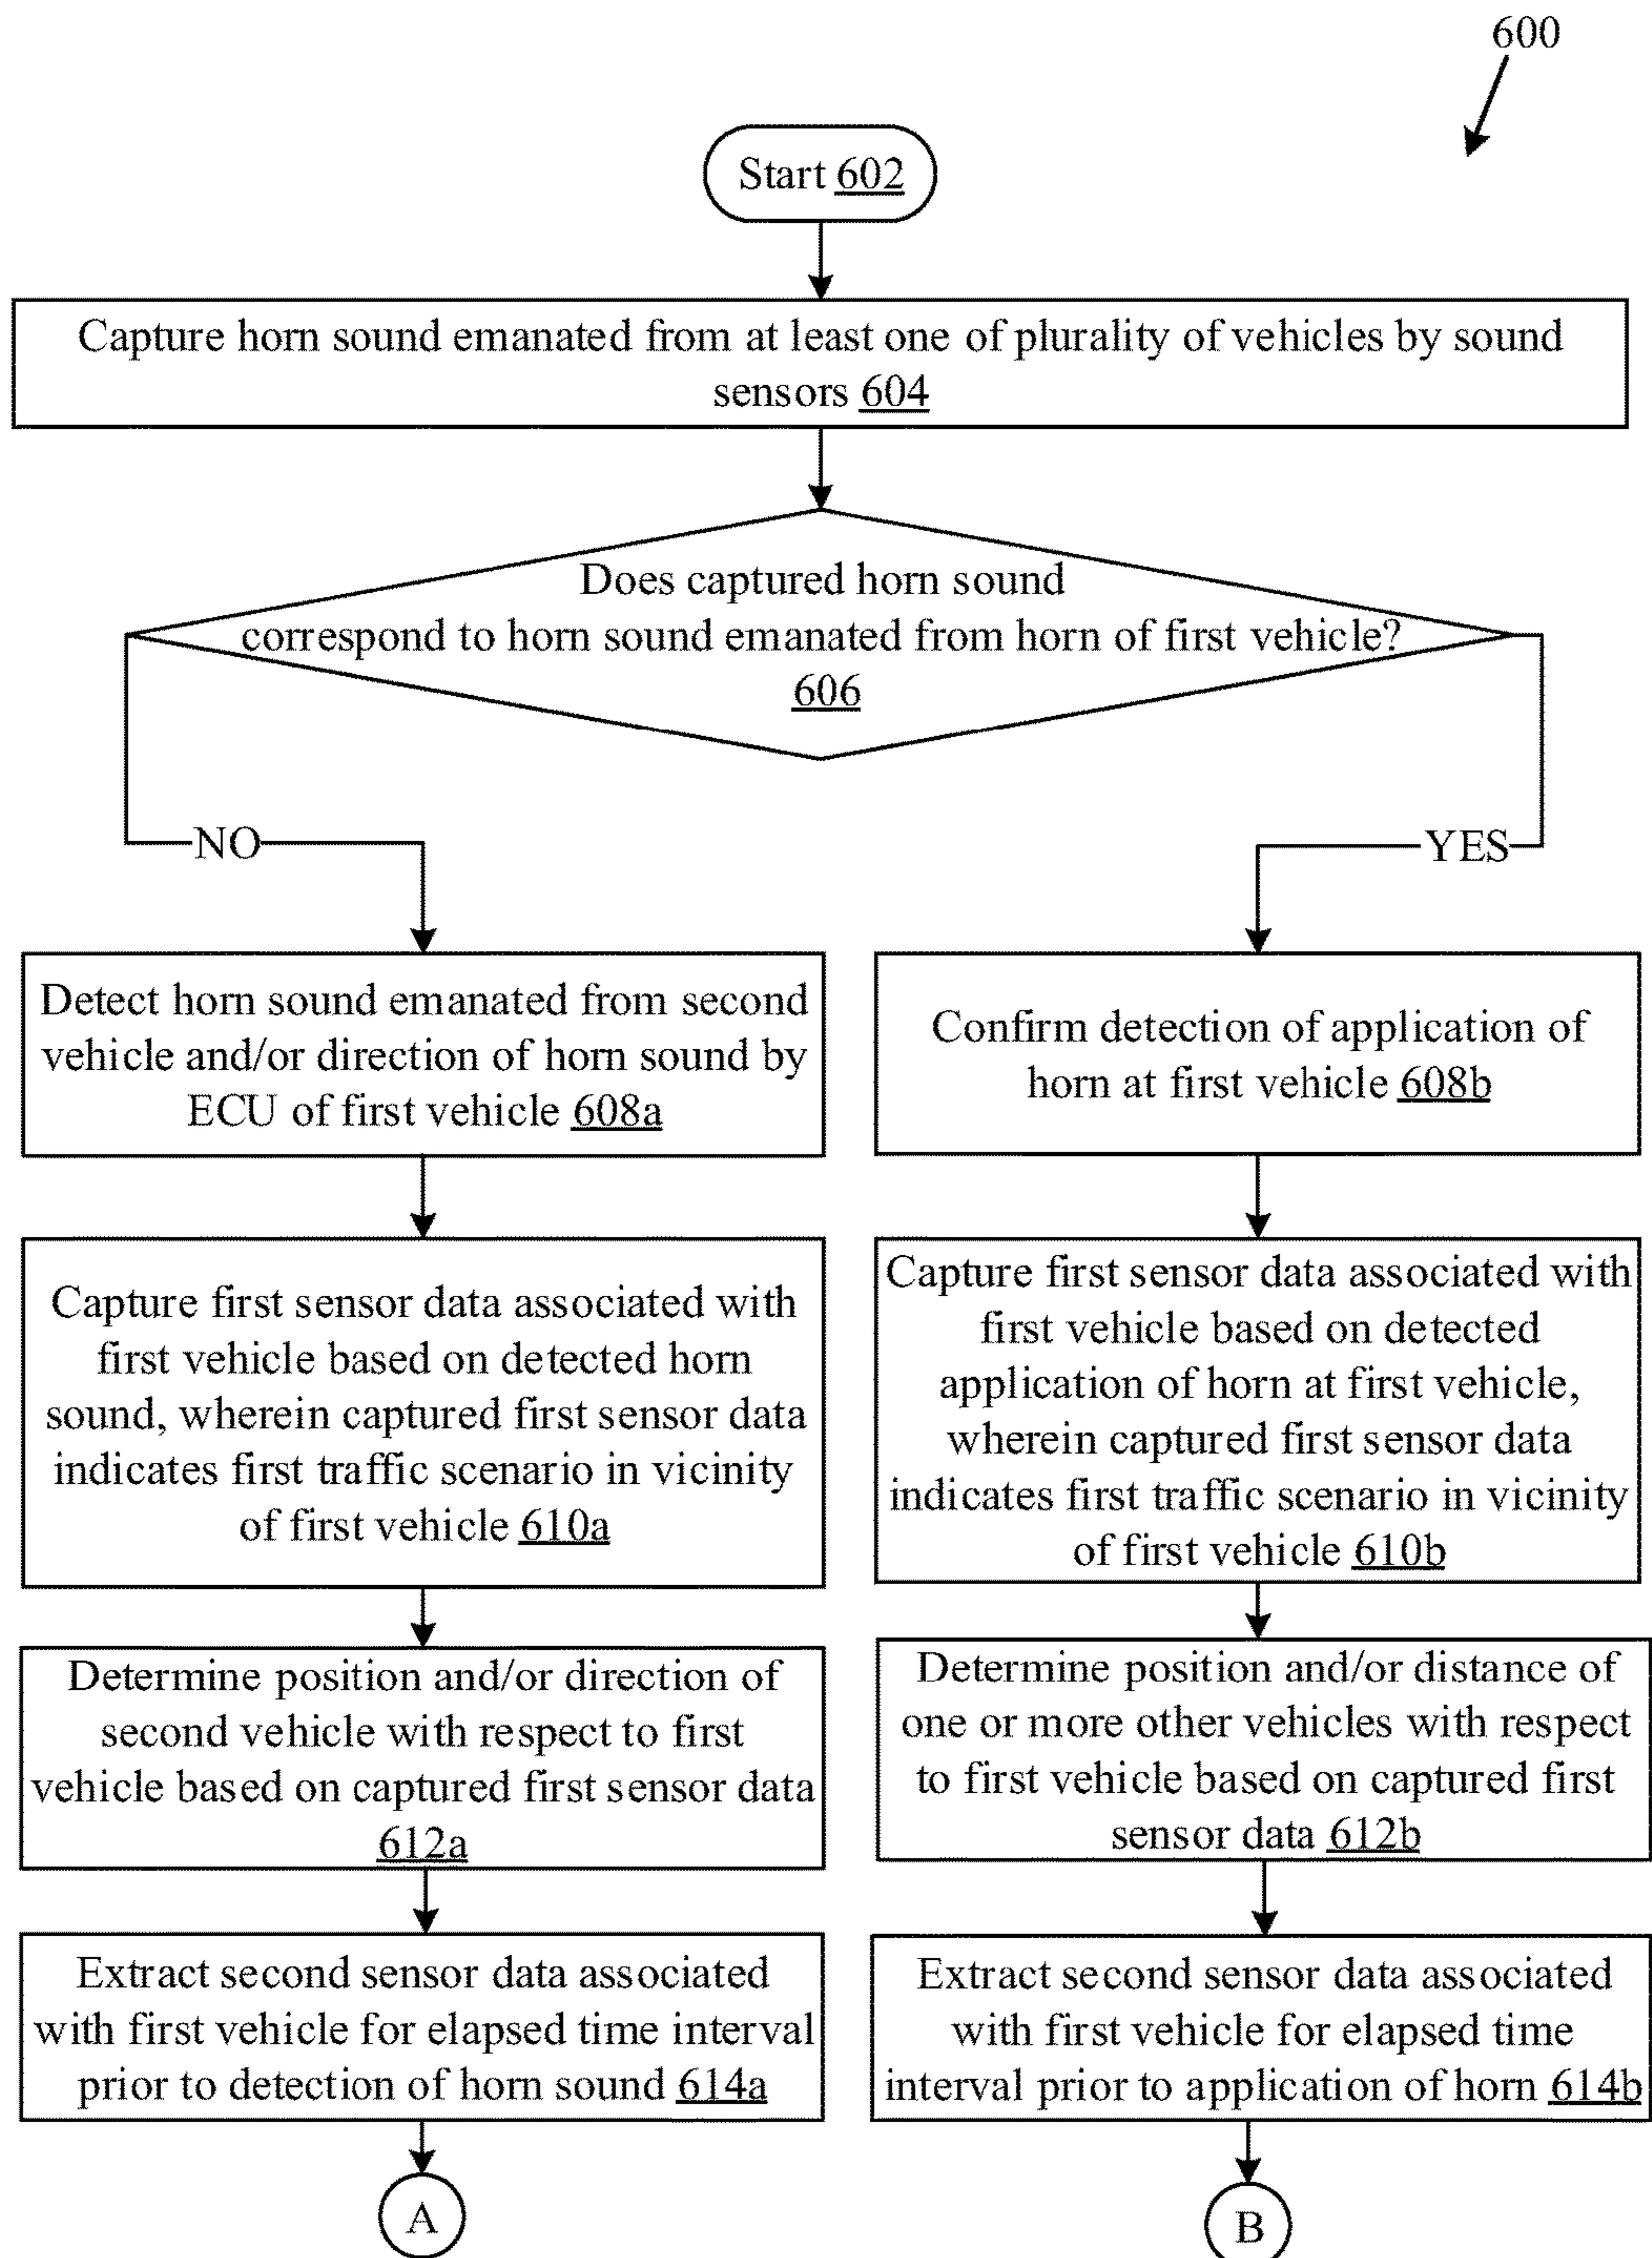 600
Start 602
Capture horn sound emanated from at least one of plurality of vehicles by sound
sensors 604
Does captured horn sound
correspond to horn sound emanated from horn of first vehicle?
606
NO
YES
Detect horn sound emanated from second
vehicle and/or direction of horn sound by
ECU of first vehicle 608a
Confirm detection of application of
horn at first vehicle 608b
Capture first sensor data associated with
first vehicle based on detected horn
sound, wherein captured first sensor data
indicates first traffic scenario in vicinity
of first vehicle 610a
Capture first sensor data associated with
first vehicle based on detected
application of horn at first vehicle,
wherein captured first sensor data
indicates first traffic scenario in vicinity
of first vehicle 610b
Determine position and/or direction of
second vehicle with respect to first
vehicle based on captured first sensor data
612a
Determine position and/or distance of
one or more other vehicles with respect
to first vehicle based on captured first
sensor data 612b
Extract second sensor data associated
with first vehicle for elapsed time interval
prior to detection of horn sound 614a
Extract second sensor data associated
with first vehicle for elapsed time
interval prior to application of horn 614b
A
B